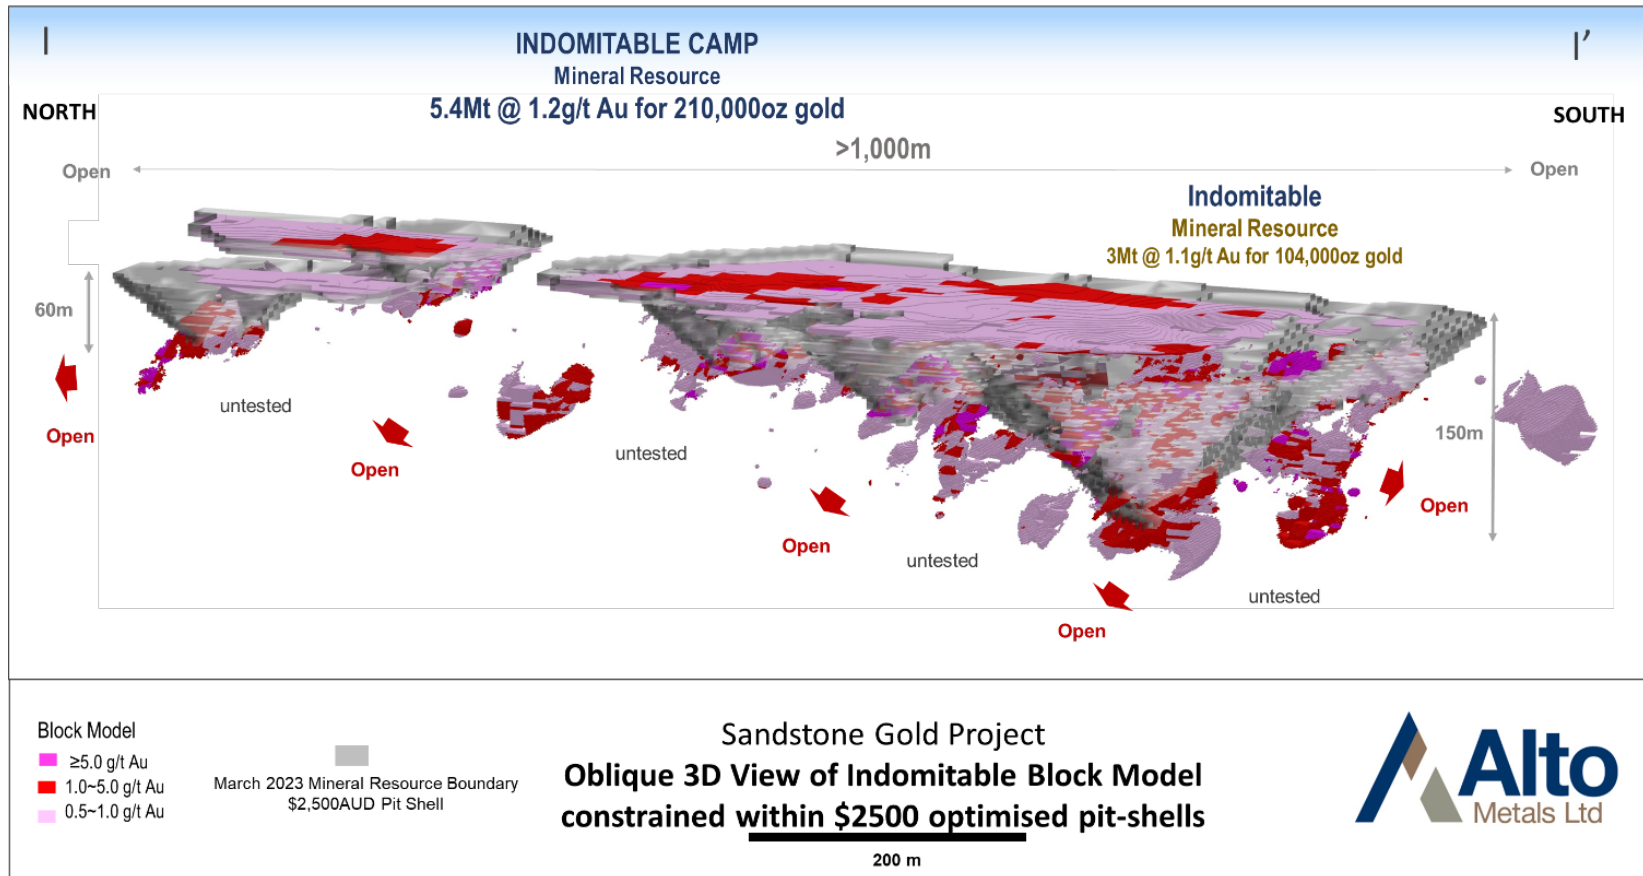 I
I’
INDOMITABLE CAMP
Mineral Resource
5.4Mt @ 1.2g/t Au for 210,000oz gold
NORTH
SOUTH
>1,000m
Open
Open
Indomitable
Mineral Resource
3Mt @ 1.1g/t Au for 104,000oz gold
60m
untested
Open
Open
untested
150m
Open
Open
untested
untested
Open
Block Model
≥5.0 g/t Au
1.0~5.0 g/t Au
0.5~1.0 g/t Au
March 2023 Mineral Resource Boundary
$2,500AUD Pit Shell
Sandstone Gold Project
Oblique 3D View of Indomitable Block Model
constrained within $2500 optimised pit-shells
200 m
Alto
Metals Ltd